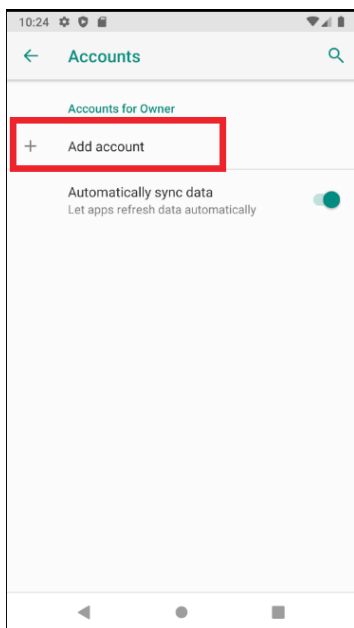 10:24
Accounts
Accounts for Owner
Add account
Automatically sync data
Let apps refresh data automatically